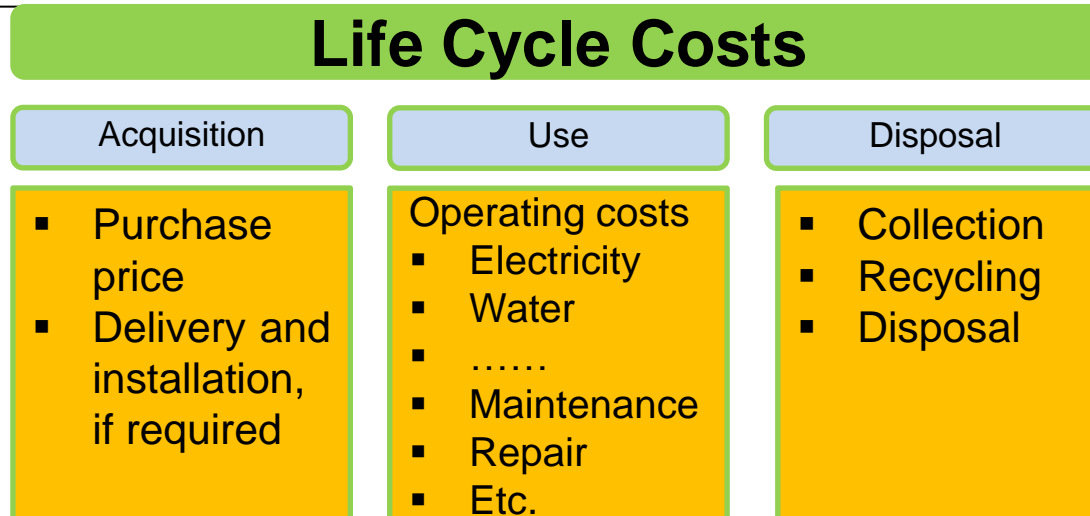 Life Cycle Costs
Acquisition
Use
Disposal
▪ Purchase
price
▪ Delivery and
installation,
if required
Operating costs
▪ Electricity
▪ Water
▪ ......
▪ Maintenance
▪ Repair
▪ Etc.
▪ Collection
▪ Recycling
▪ Disposal